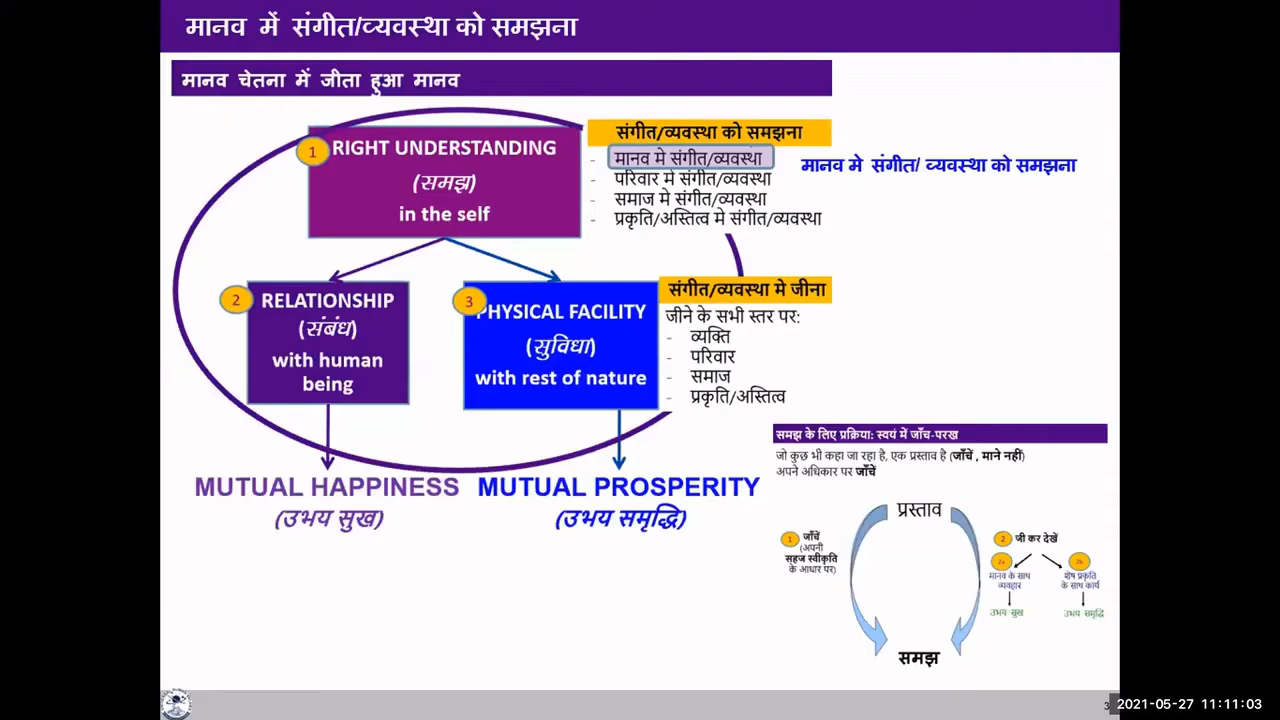 मानव में संगीत/व्यवस्था को समझना
मानव चेतना में जीता हुआ मानव
1
RIGHT UNDERSTANDING
(समझ)
in the self
संगीत/व्यवस्था को समझना
- मानव मे संगीत/व्यवस्था
- परिवार मे संगीत/व्यवस्था
- समाज मे संगीत/व्यवस्था
- प्रकृति/अस्तित्व मे संगीत/व्यवस्था
मानव मे संगीत/ व्यवस्था को समझना
2
RELATIONSHIP
(संबंध)
with human
being
3
PHYSICAL FACILITY
(सुविधा)
with rest of nature
संगीत/व्यवस्था मे जीना
जीने के सभी स्तर पर:
- व्यक्ति
- परिवार
- समाज
- प्रकृति/अस्तित्व
MUTUAL HAPPINESS
(उभय सुख)
MUTUAL PROSPERITY
(उभय समृद्धि)
समझ के लिए प्रक्रिया: स्वयं में जाँच-परख
जो कुछ भी कहा जा रहा है, एक प्रस्ताव है (जाँचें , माने नहीं)
अपने अधिकार पर जाँचें
प्रस्ताव
1 जाँचें
(अपनी
सहज स्वीकृति
के आधार पर)
2 जी कर देखें
2a
मानव के साथ
व्यवहार
उभय सुख
2b
शेष प्रकृति
के साथ कार्य
उभय समृद्धि
समझ
3
2021-05-27 11:11:03